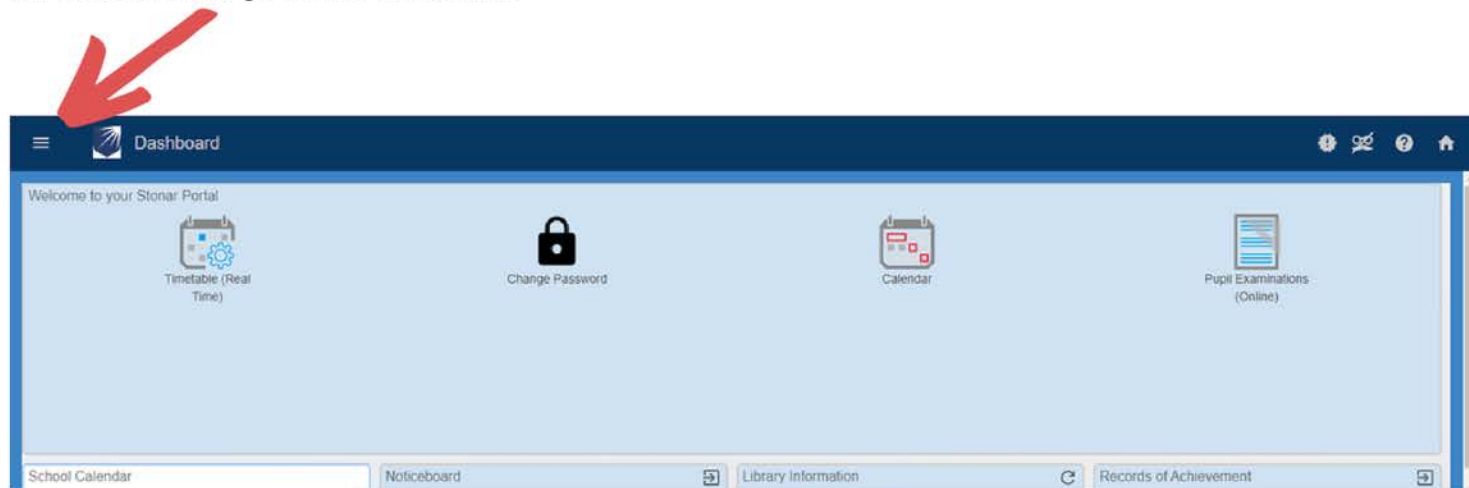 Dashboard
Welcome to your Stonar Portal
Timetable (Real
Time)
Change Password
Calendar
Pupil Examinations
(Online)
School Calendar
Noticeboard
Library Information
Records of Achievement